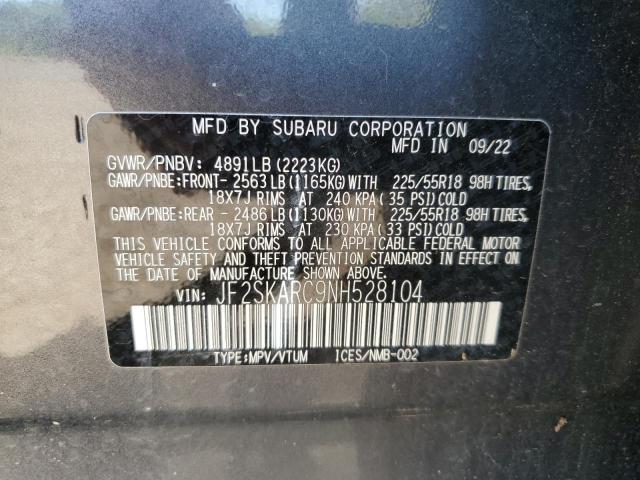 MFD BY SUBARU CORPORATION
MFD IN 09/22
GVWR/PNBV: 4891LB (2223KG)
GAWR/PNBE:FRONT- 2563LB(1165KG)WITH 225/55R18 98H TIRES,
18X7J RIMS AT 240 KPA(35 PSI)COLD
GAWR/PNBE:REAR - 2486LB(1130KG)WITH 225/55R18 98H TIRES,
18X7J RIMS AT 230 KPA(33 PSI)COLD
THIS VEHICLE CONFORMS TO ALL APPLICABLE FEDERAL MOTOR
VEHICLE SAFETY AND THEFT PREVENTION STANDARDS IN EFFECT ON
THE DATE OF MANUFACTURE SHOWN ABOVE.
VIN: JF2SKARC9NH528104
TYPE:MPV/VTUM ICES/NMB-002